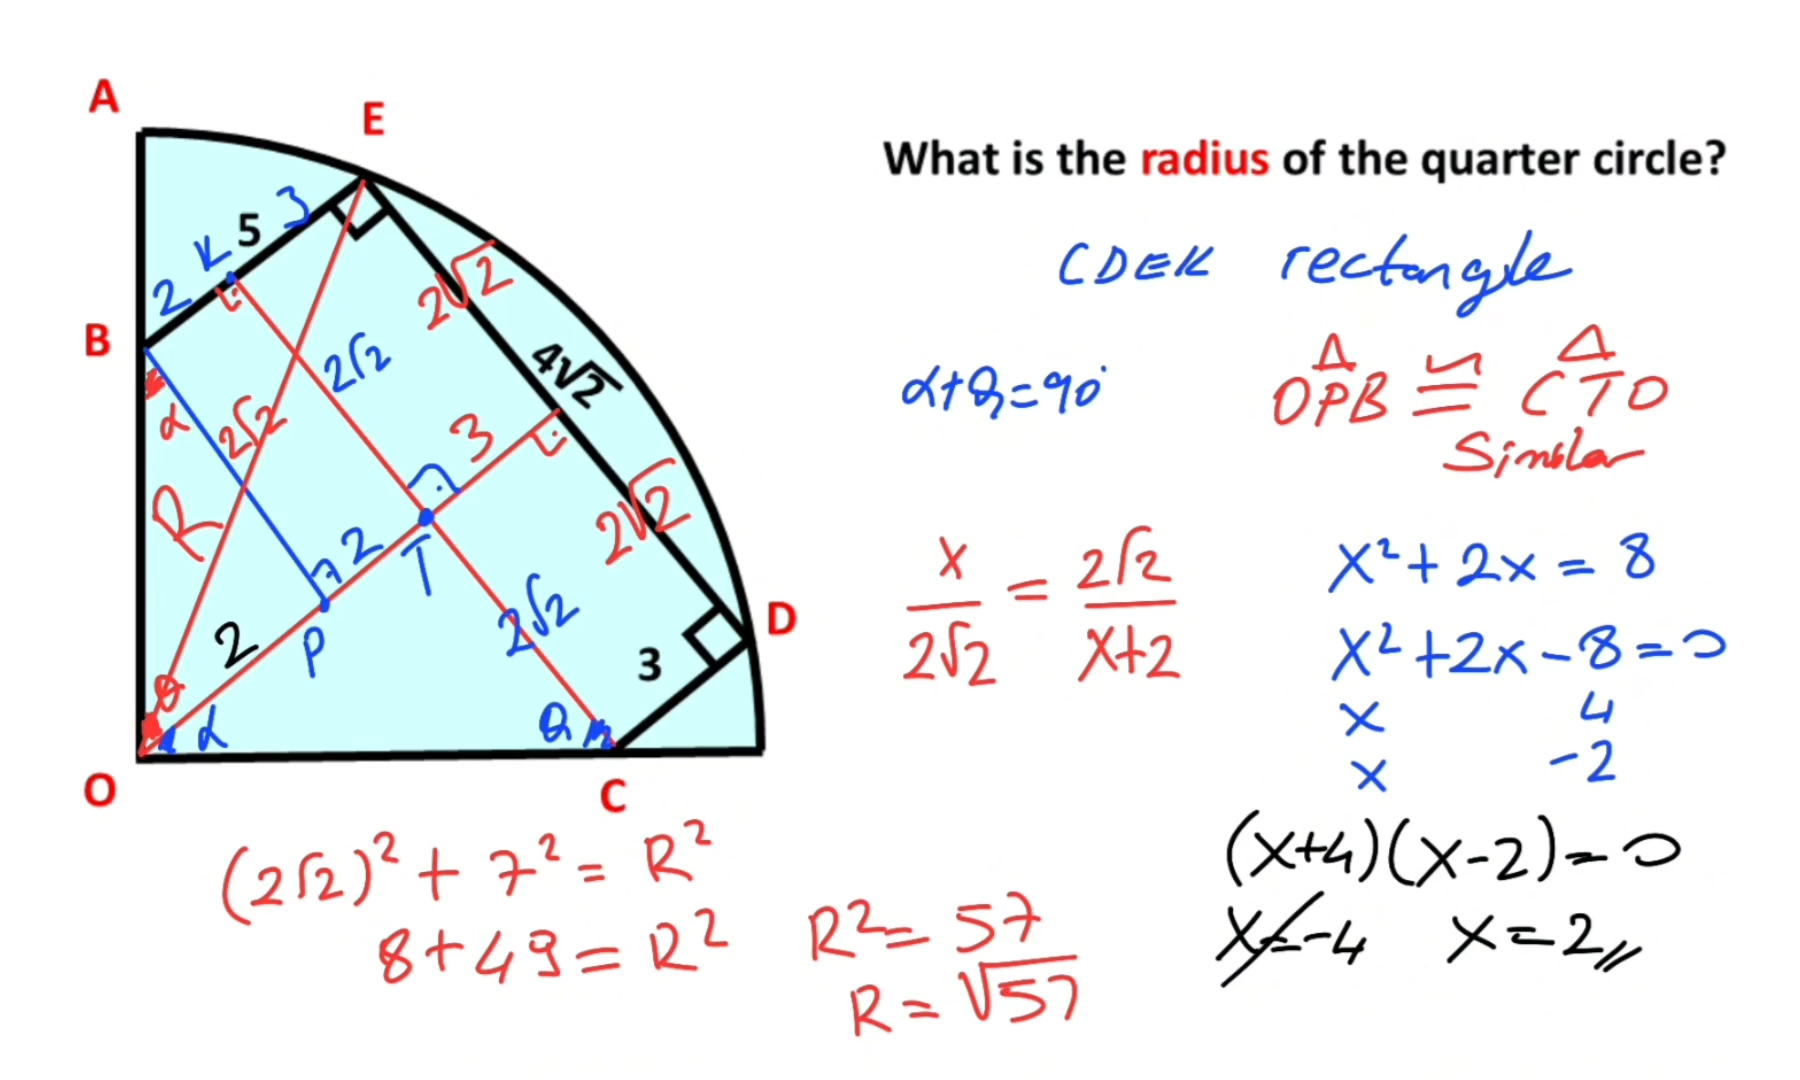 A
E
What is the radius of the quarter circle?
3
5
K
CDEK rectangle
2
2√2
B
2√2
4√2
α+θ=90°
OPB ≅ CTO
Similar
α
2√2
3
R
2
T
2√2
x/2√2 = 2√2/x+2
x²+2x=8
2
P
2√2
3
D
x²+2x-8=0
θ
α
θ
x 4
x -2
O
C
(2√2)²+7²=R²
(x+4)(x-2)=0
8+49=R²
R²=57
x=-4 x=2
R=√57